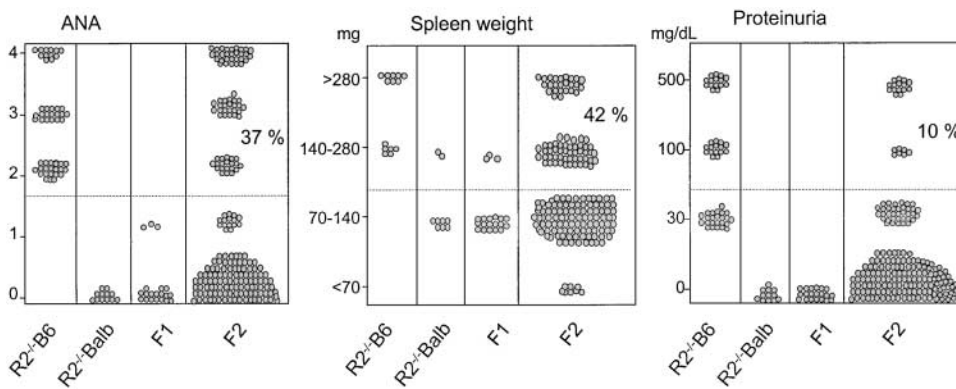 ANA
4
3
2
1
0
37 %
R2-/-B6
R2-/-Balb
F1
F2
Spleen weight
mg
>280
140-280
70-140
<70
42 %
R2-/-B6
R2-/-Balb
F1
F2
Proteinuria
mg/dL
500
100
30
0
10 %
R2-/-B6
R2-/-Balb
F1
F2